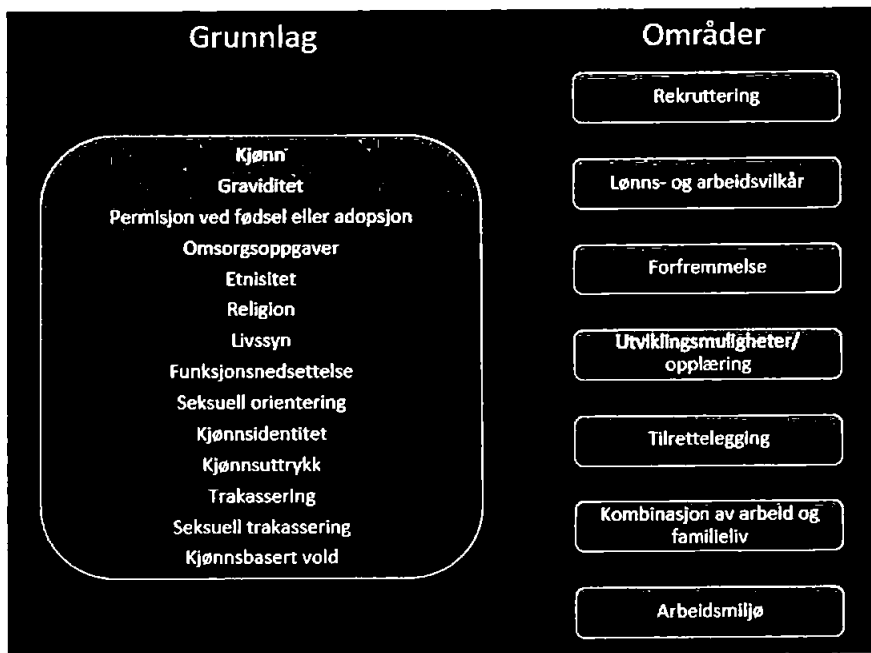 Grunnlag
Kjønn
Graviditet
Permisjon ved fødsel eller adopsjon
Omsorgsoppgaver
Etnisitet
Religion
Livssyn
Funksjonsnedsettelse
Seksuell orientering
Kjønnsidentitet
Kjønnsuttrykk
Trakassering
Seksuell trakassering
Kjønnsbasert vold
Områder
Rekruttering
Lønns- og arbeidsvilkår
Forfremmelse
Utviklingsmuligheter/
opplæring
Tilrettelegging
Kombinasjon av arbeid og
familieliv
Arbeidsmiljø